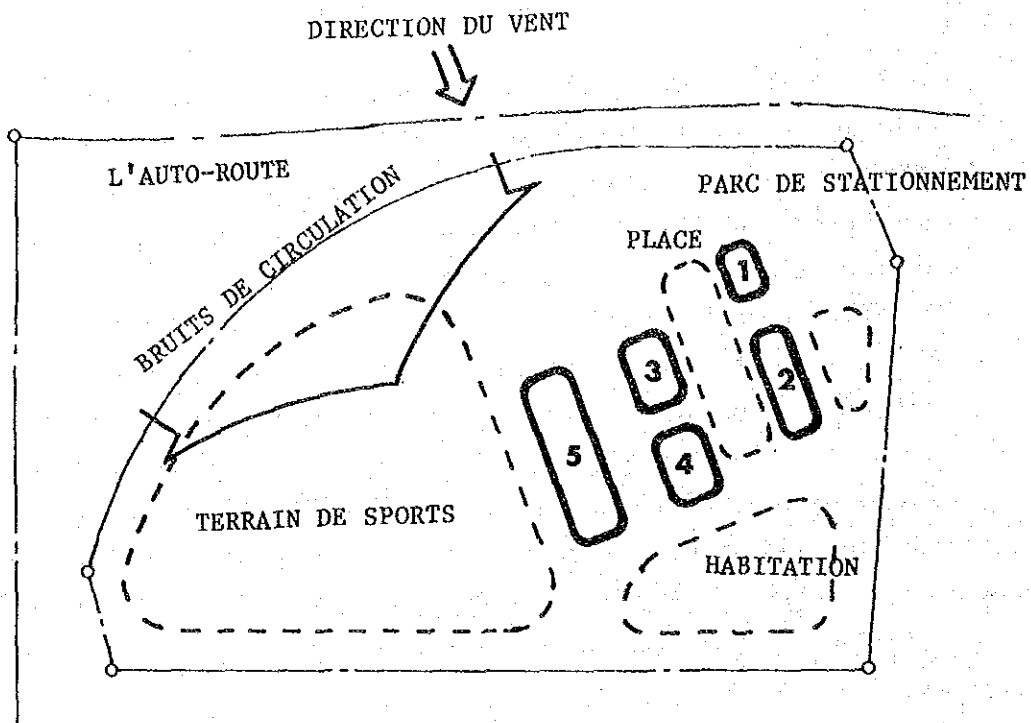 DIRECTION DU VENT
L'AUTO-ROUTE
BRUITS DE CIRCULATION
PARC DE STATIONNEMENT
PLACE
1
3
2
5
4
TERRAIN DE SPORTS
HABITATION